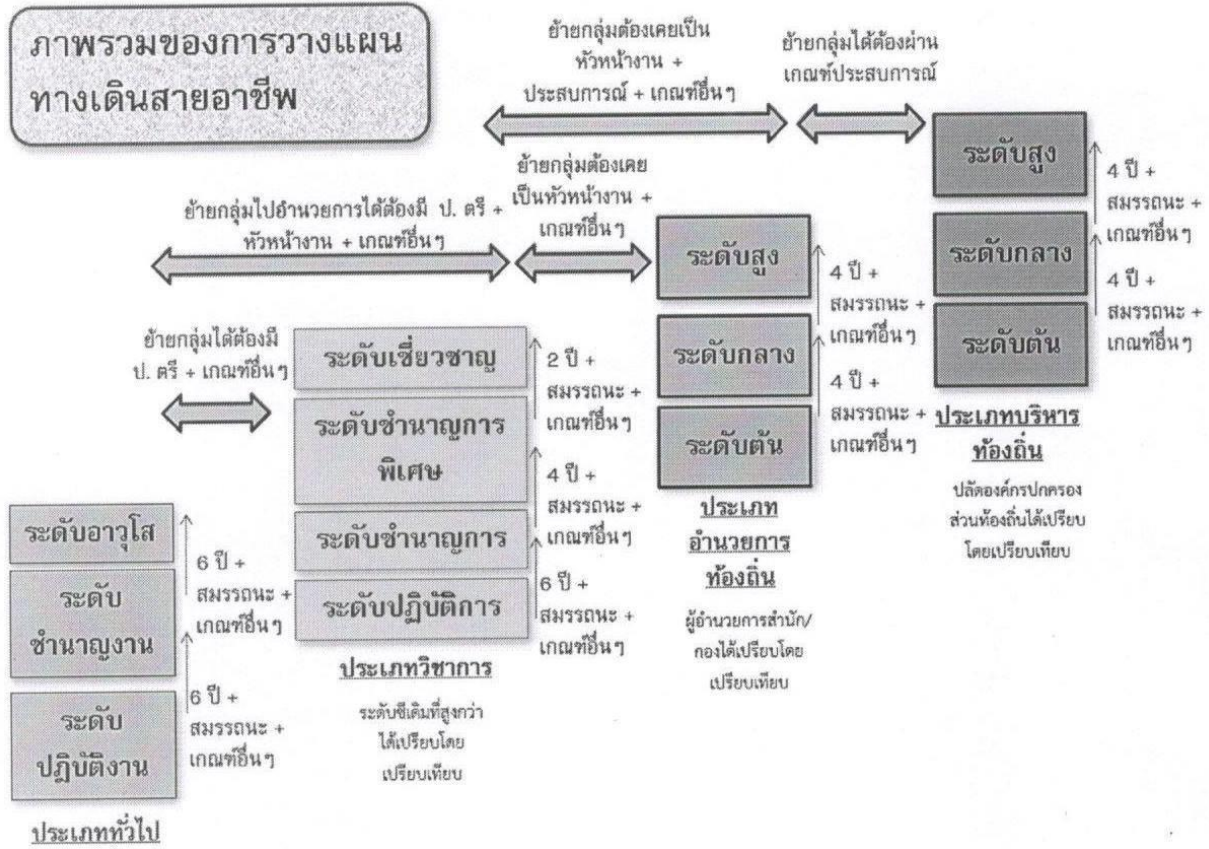 ภาพรวมของการวางแผน
ทางเดินสายอาชีพ
ย้ายกลุ่มต้องเคยเป็น
หัวหน้างาน +
ประสบการณ์ + เกณฑ์อื่นๆ
ย้ายกลุ่มได้ต้องผ่าน
เกณฑ์ประสบการณ์
ย้ายกลุ่มไปอำนวยการได้ต้องมี ป. ตรี +
หัวหน้างาน + เกณฑ์อื่นๆ
ย้ายกลุ่มต้องเคย
เป็นหัวหน้างาน +
เกณฑ์อื่นๆ
ย้ายกลุ่มได้ต้องมี
ป. ตรี + เกณฑ์อื่นๆ
ระดับอาวุโส
ระดับ
ชำนาญงาน
ระดับ
ปฏิบัติงาน
6 ปี +
สมรรถนะ +
เกณฑ์อื่นๆ
6 ปี +
สมรรถนะ +
เกณฑ์อื่นๆ
ประเภททั่วไป
ระดับเชี่ยวชาญ
ระดับชำนาญการ
พิเศษ
ระดับชำนาญการ
ระดับปฏิบัติการ
2 ปี +
สมรรถนะ +
เกณฑ์อื่นๆ
4 ปี +
สมรรถนะ +
เกณฑ์อื่นๆ
6 ปี +
สมรรถนะ +
เกณฑ์อื่นๆ
ประเภทวิชาการ
ระดับซีเดิมที่สูงกว่า
ได้เปรียบโดย
เปรียบเทียบ
ระดับสูง
ระดับกลาง
ระดับต้น
4 ปี +
สมรรถนะ +
เกณฑ์อื่นๆ
4 ปี +
สมรรถนะ +
เกณฑ์อื่นๆ
ประเภท
อำนวยการ
ท้องถิ่น
ผู้อำนวยการสำนัก/
กองได้เปรียบโดย
เปรียบเทียบ
ระดับสูง
ระดับกลาง
ระดับต้น
4 ปี +
สมรรถนะ +
เกณฑ์อื่นๆ
4 ปี +
สมรรถนะ +
เกณฑ์อื่นๆ
ประเภทบริหาร
ท้องถิ่น
ปลัดองค์กรปกครอง
ส่วนท้องถิ่นได้เปรียบ
โดยเปรียบเทียบ